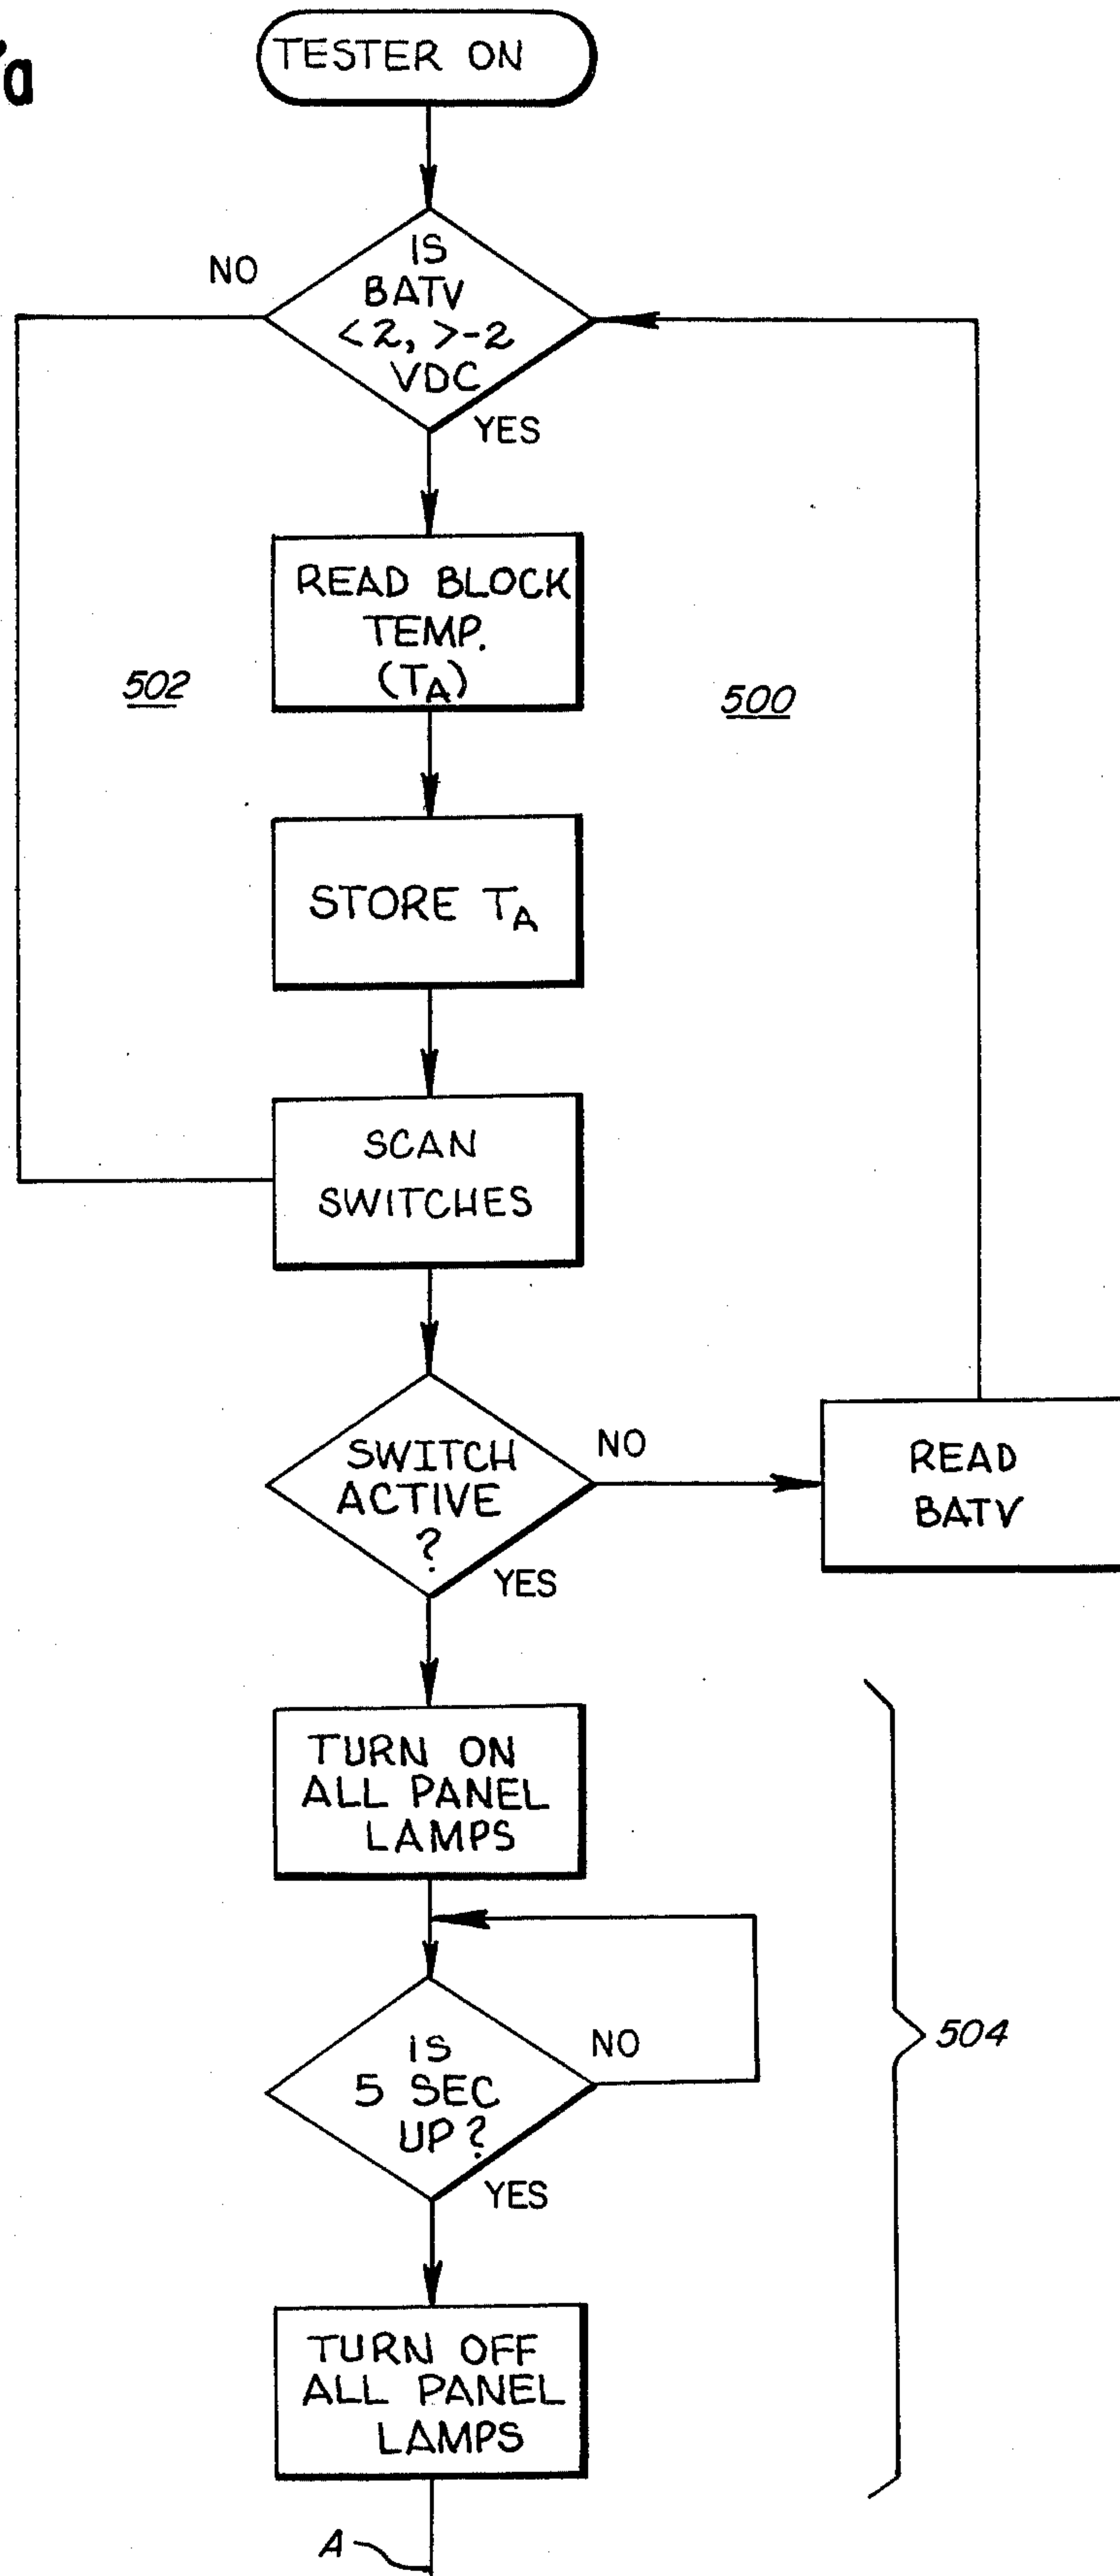 TESTER ON
NO
IS
BATV
<2, >-2
VDC
YES
READ BLOCK
TEMP.
(TA)
502
500
STORE TA
SCAN
SWITCHES
SWITCH
ACTIVE
?
NO
READ
BATV
YES
TURN ON
ALL PANEL
LAMPS
IS
5 SEC
UP?
NO
504
YES
TURN OFF
ALL PANEL
LAMPS
A